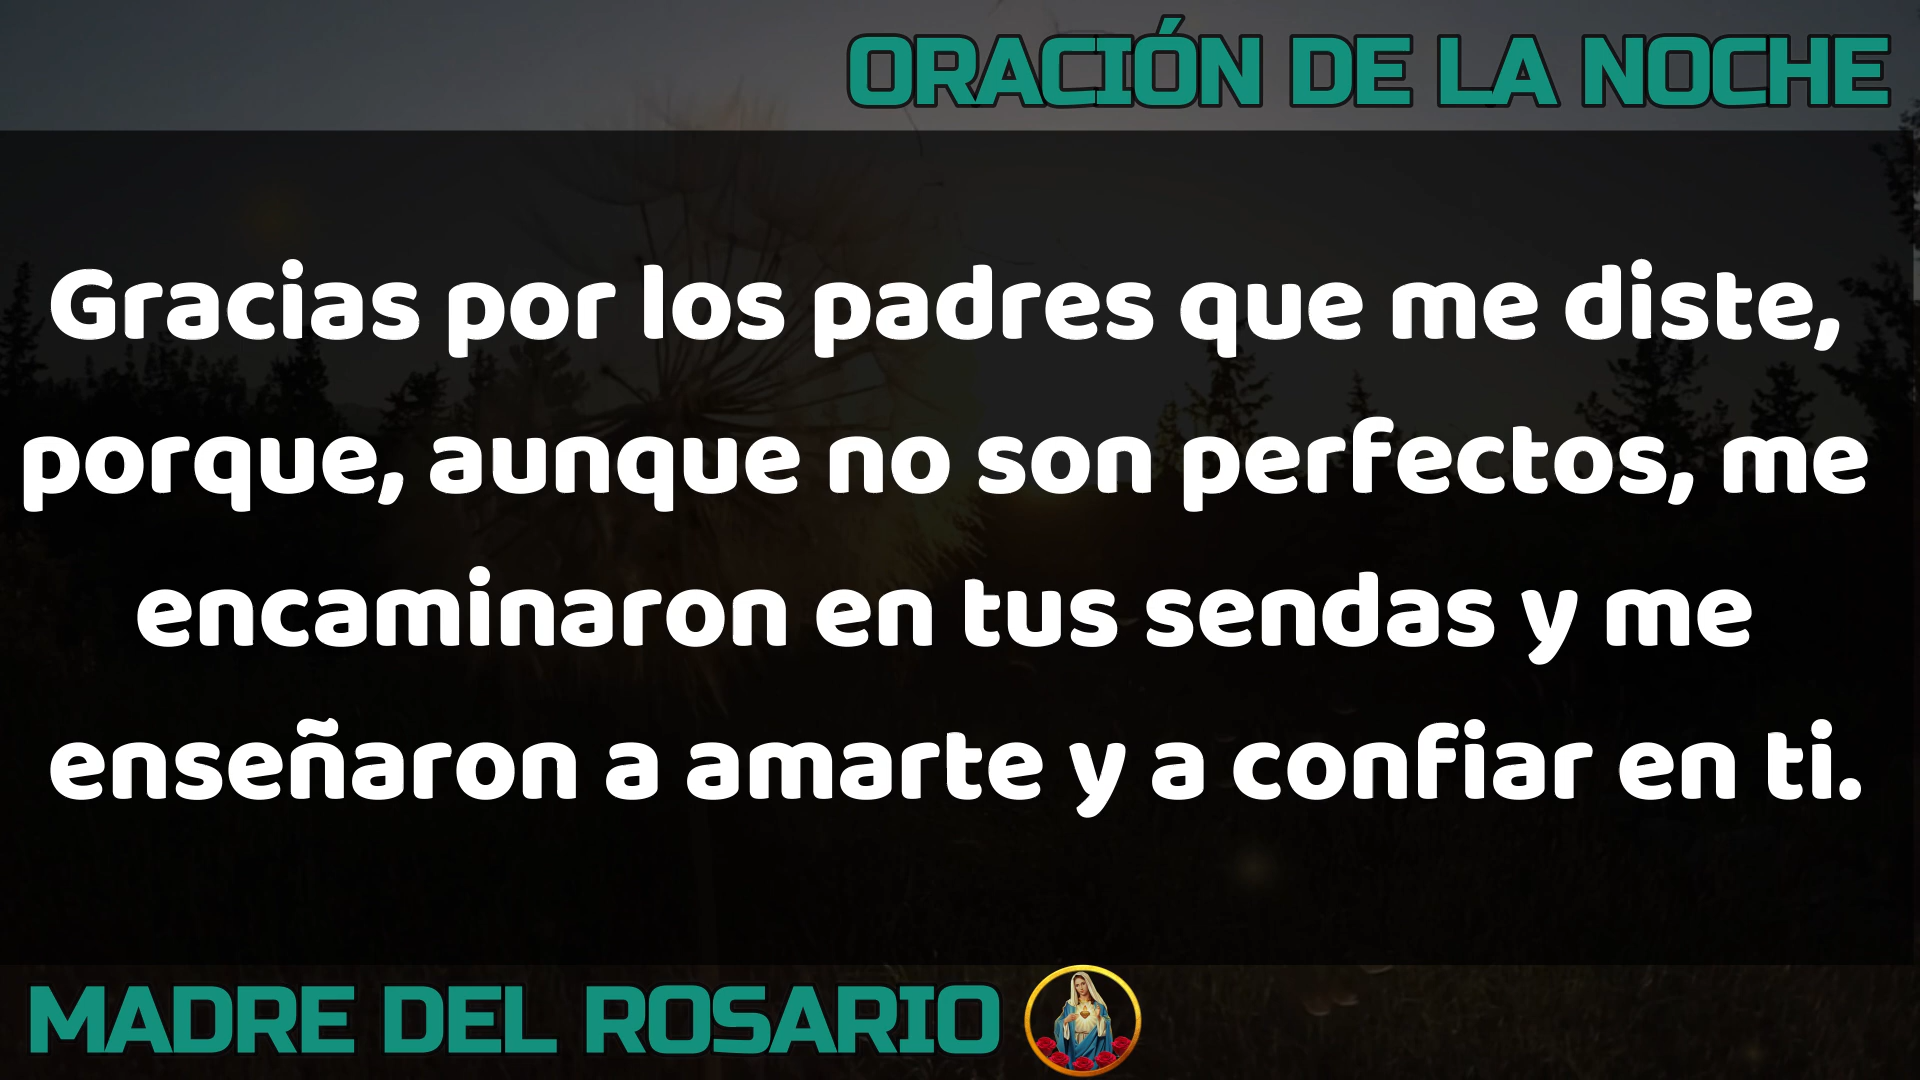 ORACIÓN DE LA NOCHE
Gracias por los padres que me diste,
porque, aunque no son perfectos, me
encaminaron en tus sendas y me
enseñaron a amarte y a confiar en ti.
MADRE DEL ROSARIO